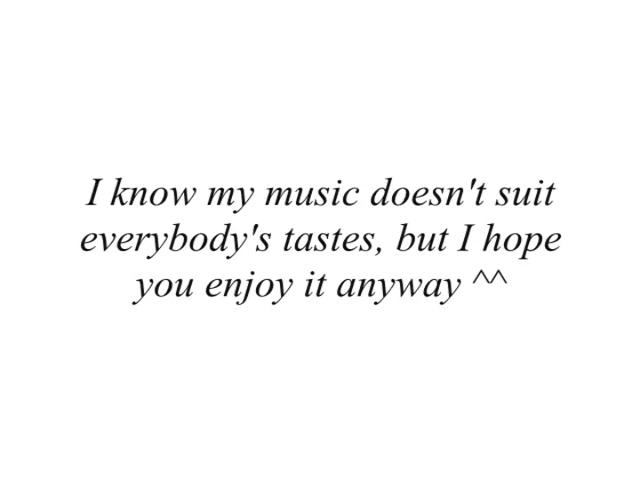 I know my music doesn't suit
everybody's tastes, but I hope
you enjoy it anyway ^^